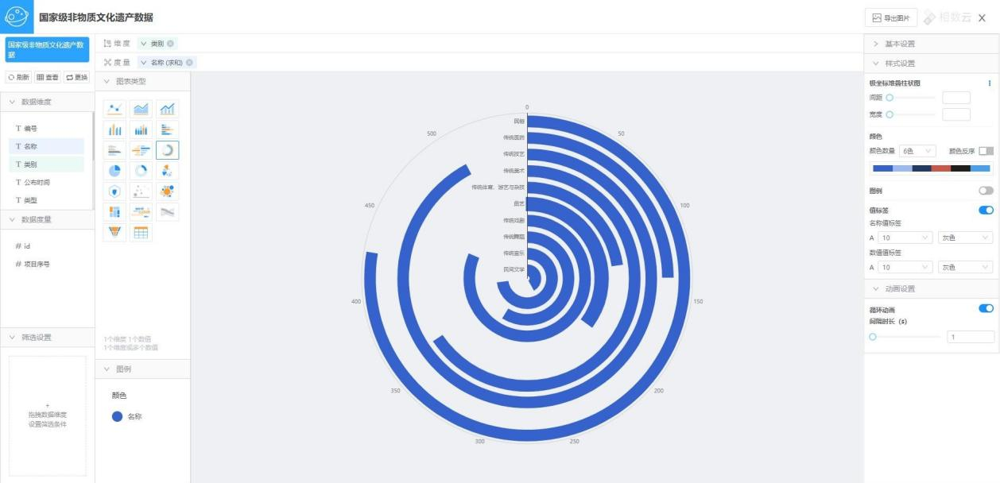 国家级非物质文化遗产数据
导出图片
相数云
X
国家级非物质文化遗产数据
刷新
查看
更换
维度
类别
度量
名称 (求和)
数据维度
T 编号
T 名称
T 类别
T 公布时间
T 类型
数据度量
# id
# 项目序号
筛选设置
+
拖拽数据维度
设置筛选条件
图表类型
1个维度 1个数值
1个维度或多个数值
图例
颜色
名称
0
50
100
150
200
250
300
350
400
450
500
民俗
传统医药
传统技艺
传统美术
传统体育、游艺与杂技
曲艺
传统戏剧
传统舞蹈
传统音乐
民间文学
基本设置
样式设置
极坐标堆叠柱状图
间距
宽度
颜色
颜色数量
6色
颜色反序
图例
值标签
名称值标签
A 10
灰色
数值值标签
A 10
灰色
动画设置
循环动画
间隔时长 (s)
1